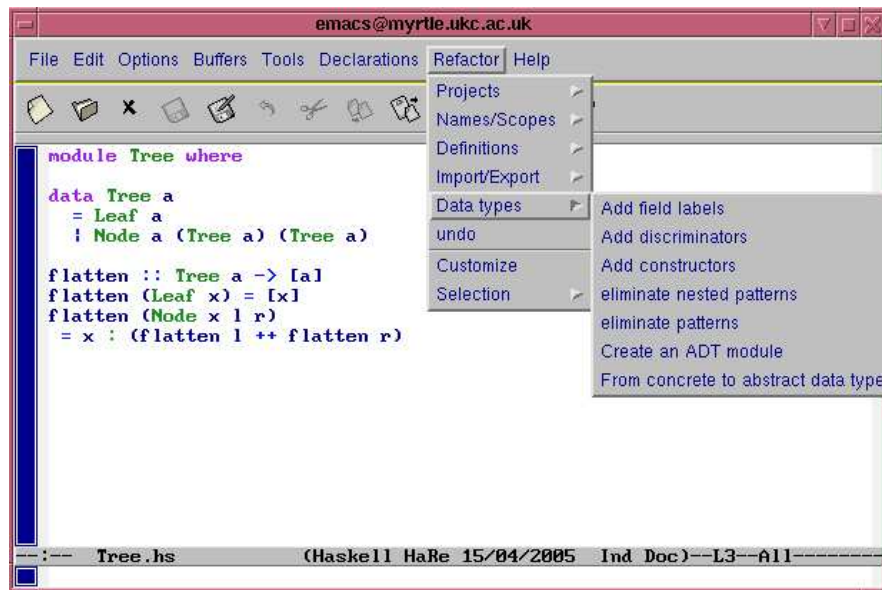 emacs@myrtle.ukc.ac.uk
File Edit Options Buffers Tools Declarations Refactor Help
Projects
Names/Scopes
Definitions
Import/Export
Data types
undo
Customize
Selection
Add field labels
Add discriminators
Add constructors
eliminate nested patterns
eliminate patterns
Create an ADT module
From concrete to abstract data type
module Tree where
data Tree a
= Leaf a
| Node a (Tree a) (Tree a)
flatten :: Tree a -> [a]
flatten (Leaf x) = [x]
flatten (Node x l r)
= x : (flatten l ++ flatten r)
--:-- Tree.hs (Haskell HaRe 15/04/2005 Ind Doc)--L3--All--------